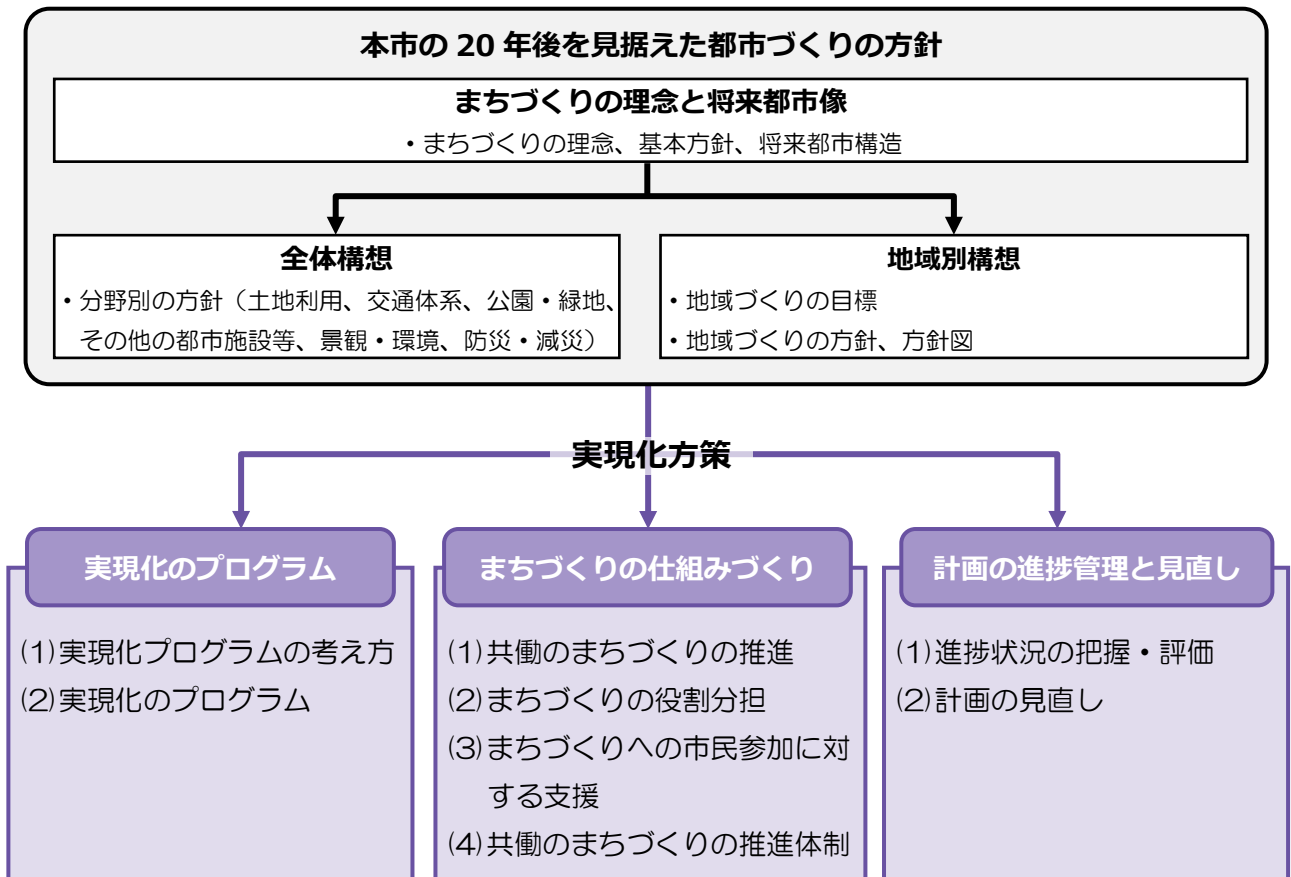 本市の 20 年後を見据えた都市づくりの方針
まちづくりの理念と将来都市像
・まちづくりの理念、基本方針、将来都市構造
全体構想
・分野別の方針（土地利用、交通体系、公園・緑地、
その他の都市施設等、景観・環境、防災・減災）
地域別構想
・地域づくりの目標
・地域づくりの方針、方針図
実現化方策
実現化のプログラム
(1)実現化プログラムの考え方
(2)実現化のプログラム
まちづくりの仕組みづくり
(1)共働のまちづくりの推進
(2)まちづくりの役割分担
(3)まちづくりへの市民参加に対
する支援
(4)共働のまちづくりの推進体制
計画の進捗管理と見直し
(1)進捗状況の把握・評価
(2)計画の見直し